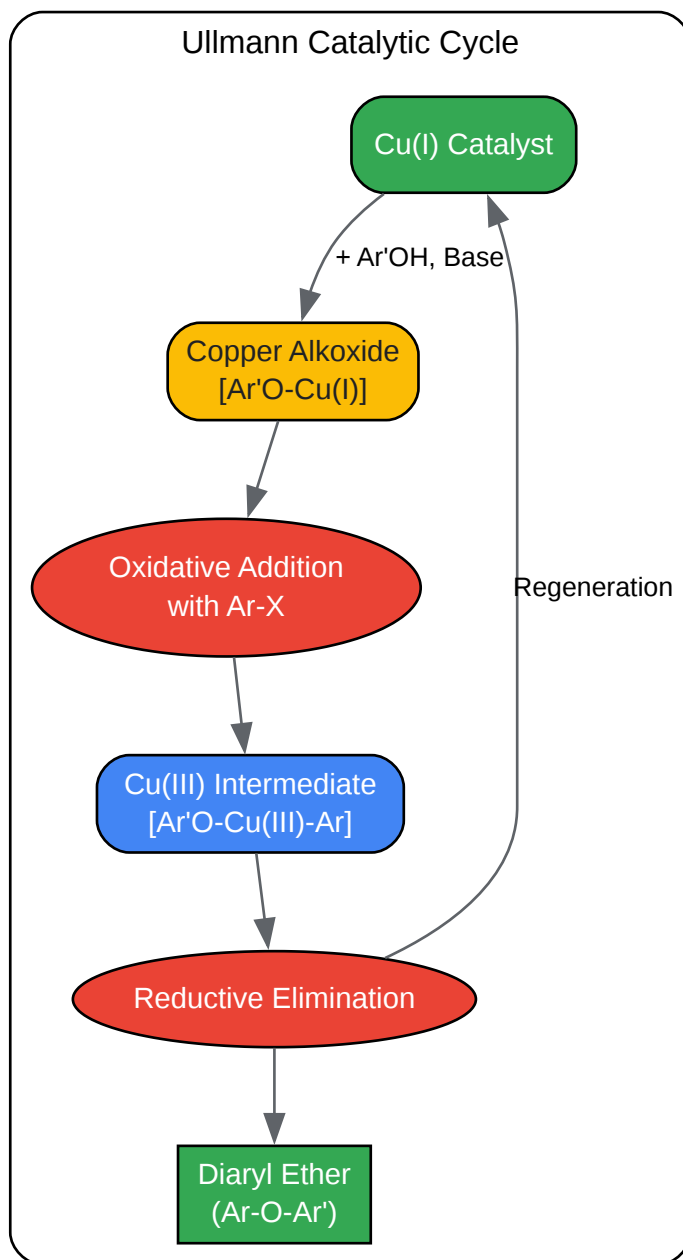 Ullmann Catalytic Cycle
Cu(I) Catalyst
+ Ar'OH, Base
Copper Alkoxide
[Ar'O-Cu(I)]
Oxidative Addition
with Ar-X
Regeneration
Cu(III) Intermediate
[Ar'O-Cu(III)-Ar]
Reductive Elimination
Diaryl Ether
(Ar-O-Ar')